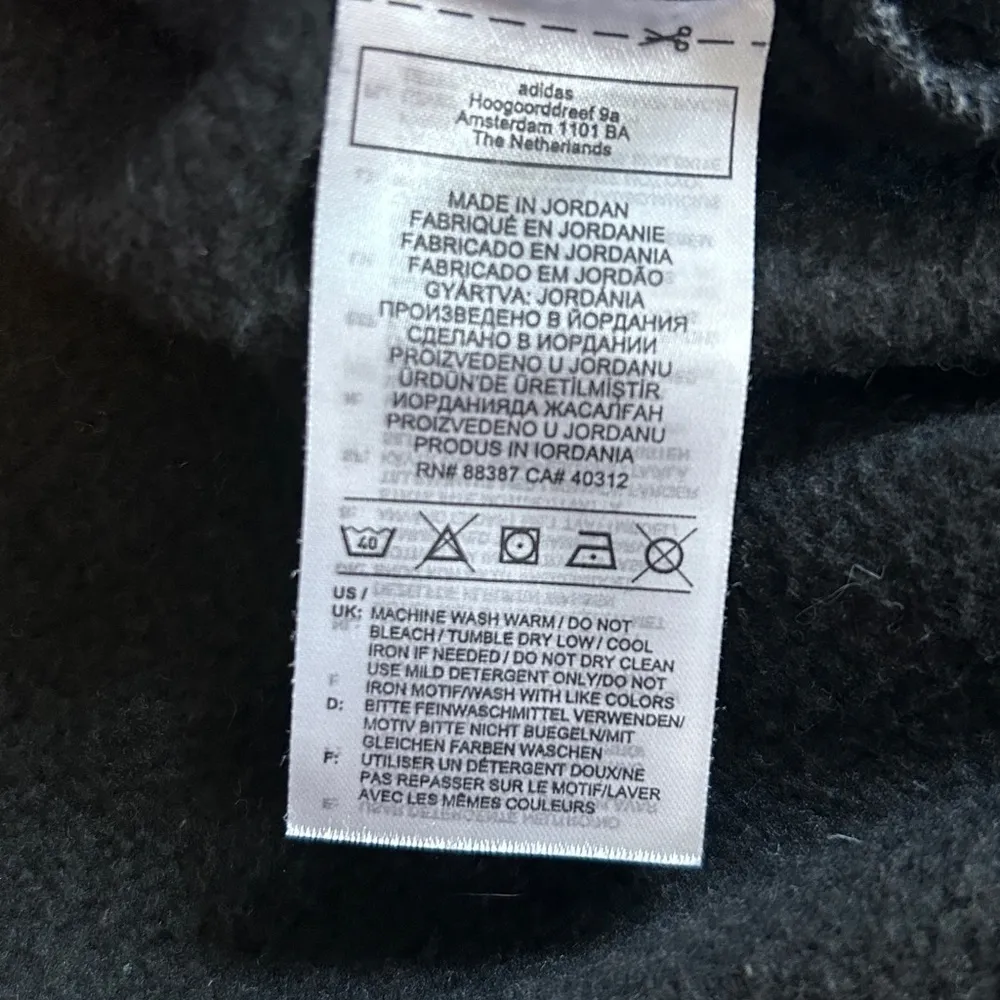 adidas
Hoogoorddreef 9a
Amsterdam 1101 BA
The Netherlands
MADE IN JORDAN
FABRIQUÉ EN JORDANIE
FABRICADO EN JORDANIA
FABRICADO EM JORDÃO
GYÁRTVA: JORDÁNIA
ПРОИЗВЕДЕНО В ЙОРДАНИЯ
СДЕЛАНО В ИОРДАНИИ
PROIZVEDENO U JORDANU
ÜRDÜN'DE ÜRETİLMİŞTİR
ИОРДАНИЯДА ЖАСАЛҒАН
PROIZVEDENO U JORDANU
PRODUS IN IORDANIA
RN# 88387 CA# 40312
40
US /
UK: MACHINE WASH WARM / DO NOT
BLEACH / TUMBLE DRY LOW / COOL
IRON IF NEEDED / DO NOT DRY CLEAN
USE MILD DETERGENT ONLY/DO NOT
IRON MOTIF/WASH WITH LIKE COLORS
D: BITTE FEINWASCHMITTEL VERWENDEN/
MOTIV BITTE NICHT BUEGELN/MIT
GLEICHEN FARBEN WASCHEN
F: UTILISER UN DÉTERGENT DOUX/NE
PAS REPASSER SUR LE MOTIF/LAVER
AVEC LES MÊMES COULEURS